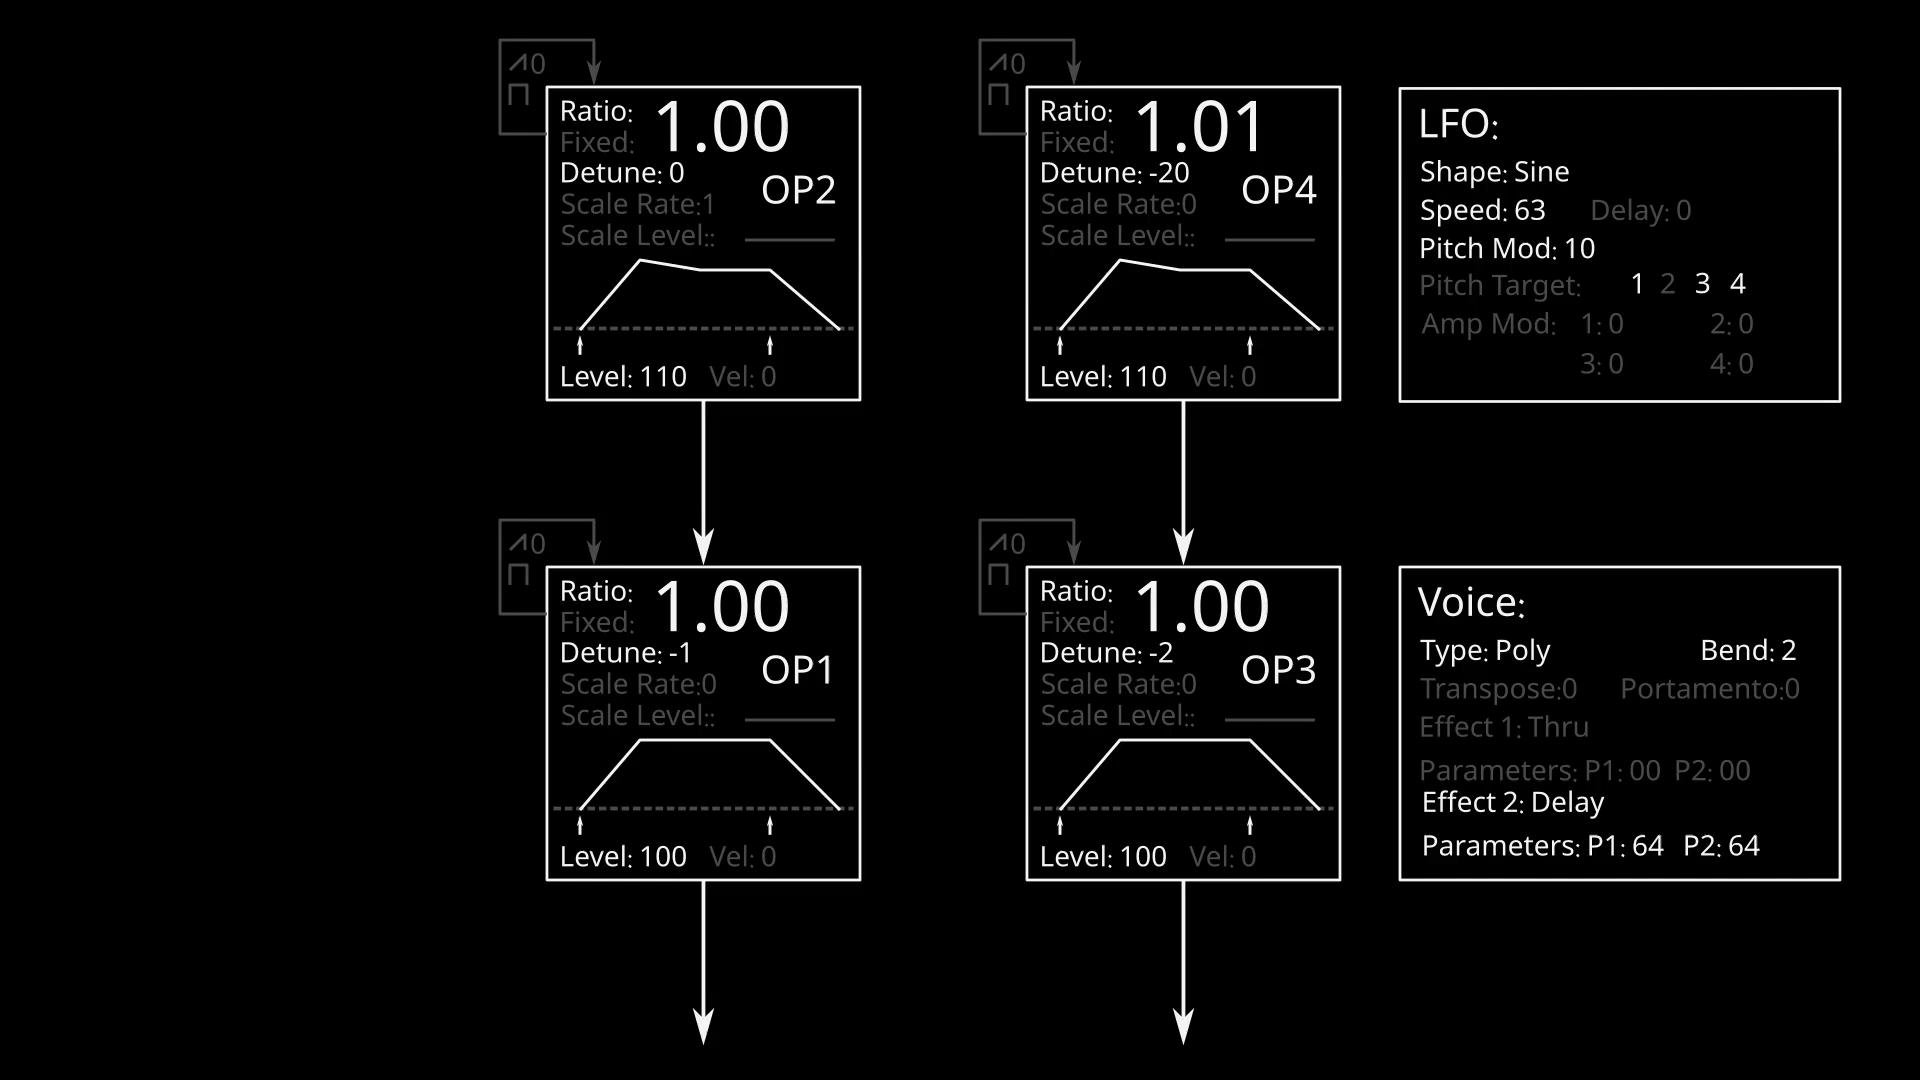 0
Ratio: 1.00
Fixed:
Detune: 0
OP2
Scale Rate:1
Scale Level::
Level: 110 Vel: 0
0
Ratio: 1.01
Fixed:
Detune: -20
OP4
Scale Rate:0
Scale Level::
Level: 110 Vel: 0
LFO:
Shape: Sine
Speed: 63 Delay: 0
Pitch Mod: 10
Pitch Target: 1 2 3 4
Amp Mod: 1: 0 2: 0
3: 0 4: 0
0
Ratio: 1.00
Fixed:
Detune: -1
OP1
Scale Rate:0
Scale Level::
Level: 100 Vel: 0
0
Ratio: 1.00
Fixed:
Detune: -2
OP3
Scale Rate:0
Scale Level::
Level: 100 Vel: 0
Voice:
Type: Poly Bend: 2
Transpose:0 Portamento:0
Effect 1: Thru
Parameters: P1: 00 P2: 00
Effect 2: Delay
Parameters: P1: 64 P2: 64